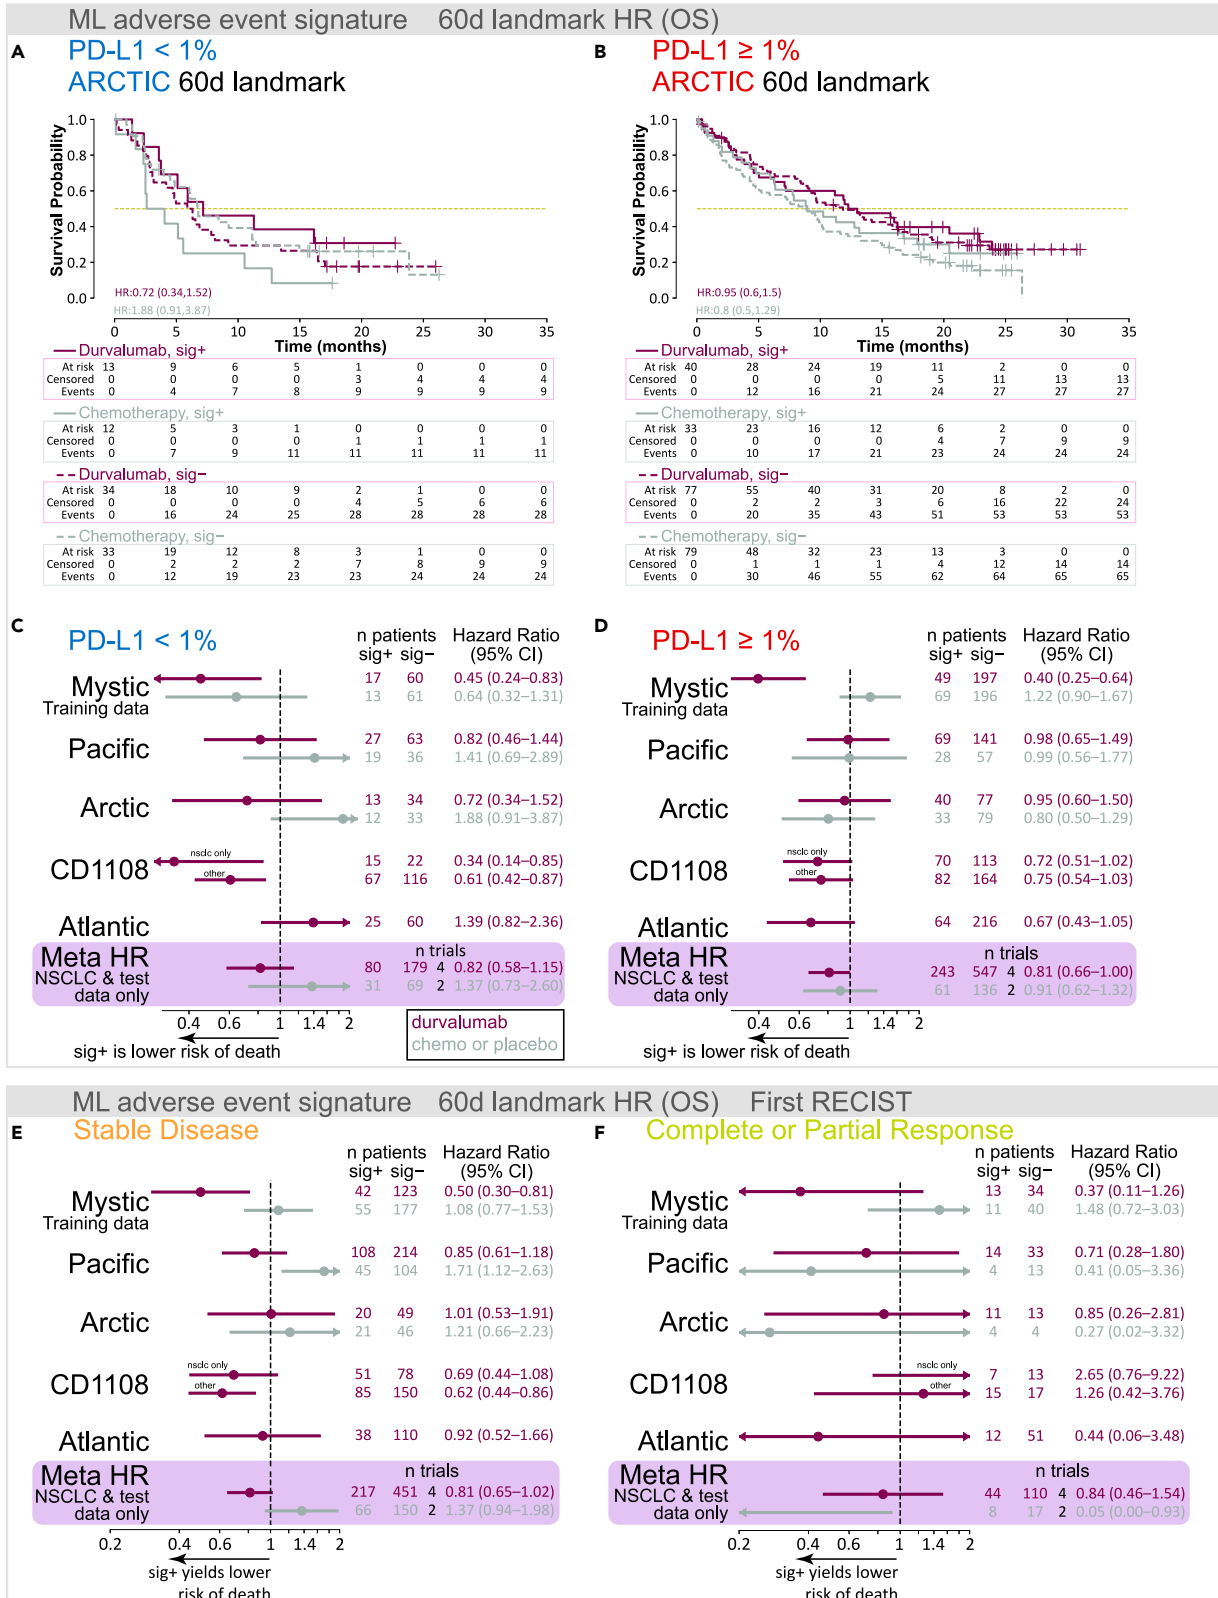 ML adverse event signature 60d landmark HR (OS)
A
PD-L1 < 1%
ARCTIC 60d landmark
Survival Probability
1.0
0.8
0.6
0.4
0.2
0.0
HR:0.72 (0.34,1.52)
HR:1.88 (0.91,3.87)
0 5 10 15 20 25 30 35
Time (months)
Durvalumab, sig+
At risk 13 9 6 5 1 0 0 0
Censored 0 0 0 0 3 4 4 4
Events 0 4 7 8 9 9 9 9
Chemotherapy, sig+
At risk 12 5 3 1 0 0 0 0
Censored 0 0 0 0 1 1 1 1
Events 0 7 9 11 11 11 11 11
Durvalumab, sig−
At risk 34 18 10 9 2 1 0 0
Censored 0 0 0 0 4 5 6 6
Events 0 16 24 25 28 28 28 28
Chemotherapy, sig−
At risk 33 19 12 8 3 1 0 0
Censored 0 2 2 2 7 8 9 9
Events 0 12 19 23 23 24 24 24
B
PD-L1 ≥ 1%
ARCTIC 60d landmark
Survival Probability
1.0
0.8
0.6
0.4
0.2
0.0
HR:0.95 (0.6,1.5)
HR:0.8 (0.5,1.29)
0 5 10 15 20 25 30 35
Time (months)
Durvalumab, sig+
At risk 40 28 24 19 11 2 0 0
Censored 0 0 0 0 5 11 13 13
Events 0 12 16 21 24 27 27 27
Chemotherapy, sig+
At risk 33 23 16 12 6 2 0 0
Censored 0 0 0 0 4 7 9 9
Events 0 10 17 21 23 24 24 24
Durvalumab, sig−
At risk 77 55 40 31 20 8 2 0
Censored 0 2 2 3 6 16 22 24
Events 0 20 35 43 51 53 53 53
Chemotherapy, sig−
At risk 79 48 32 23 13 3 0 0
Censored 0 1 1 1 4 12 14 14
Events 0 30 46 55 62 64 65 65
C
PD-L1 < 1%
n patients Hazard Ratio
sig+ sig− (95% CI)
Mystic 17 60 0.45 (0.24–0.83)
Training data 13 61 0.64 (0.32–1.31)
Pacific 27 63 0.82 (0.46–1.44)
19 36 1.41 (0.69–2.89)
Arctic 13 34 0.72 (0.34–1.52)
12 33 1.88 (0.91–3.87)
CD1108 nsclc only 15 22 0.34 (0.14–0.85)
other 67 116 0.61 (0.42–0.87)
Atlantic 25 60 1.39 (0.82–2.36)
Meta HR n trials
NSCLC & test 80 179 4 0.82 (0.58–1.15)
data only 31 69 2 1.37 (0.73–2.60)
0.4 0.6 1 1.4 2
sig+ is lower risk of death
durvalumab
chemo or placebo
D
PD-L1 ≥ 1%
n patients Hazard Ratio
sig+ sig− (95% CI)
Mystic 49 197 0.40 (0.25–0.64)
Training data 69 196 1.22 (0.90–1.67)
Pacific 69 141 0.98 (0.65–1.49)
28 57 0.99 (0.56–1.77)
Arctic 40 77 0.95 (0.60–1.50)
33 79 0.80 (0.50–1.29)
CD1108 nsclc only 70 113 0.72 (0.51–1.02)
other 82 164 0.75 (0.54–1.03)
Atlantic 64 216 0.67 (0.43–1.05)
Meta HR n trials
NSCLC & test 243 547 4 0.81 (0.66–1.00)
data only 61 136 2 0.91 (0.62–1.32)
0.4 0.6 1 1.4 2
sig+ is lower risk of death
ML adverse event signature 60d landmark HR (OS) First RECIST
E
Stable Disease
n patients Hazard Ratio
sig+ sig− (95% CI)
Mystic 42 123 0.50 (0.30–0.81)
Training data 55 177 1.08 (0.77–1.53)
Pacific 108 214 0.85 (0.61–1.18)
45 104 1.71 (1.12–2.63)
Arctic 20 49 1.01 (0.53–1.91)
21 46 1.21 (0.66–2.23)
CD1108 nsclc only 51 78 0.69 (0.44–1.08)
other 85 150 0.62 (0.44–0.86)
Atlantic 38 110 0.92 (0.52–1.66)
Meta HR n trials
NSCLC & test 217 451 4 0.81 (0.65–1.02)
data only 66 150 2 1.37 (0.94–1.98)
0.2 0.4 0.6 1 1.4 2
sig+ yields lower
risk of death
F
Complete or Partial Response
n patients Hazard Ratio
sig+ sig− (95% CI)
Mystic 13 34 0.37 (0.11–1.26)
Training data 11 40 1.48 (0.72–3.03)
Pacific 14 33 0.71 (0.28–1.80)
4 13 0.41 (0.05–3.36)
Arctic 11 13 0.85 (0.26–2.81)
4 4 0.27 (0.02–3.32)
CD1108 nsclc only 7 13 2.65 (0.76–9.22)
other 15 17 1.26 (0.42–3.76)
Atlantic 12 51 0.44 (0.06–3.48)
Meta HR n trials
NSCLC & test 44 110 4 0.84 (0.46–1.54)
data only 8 17 2 0.05 (0.00–0.93)
0.2 0.4 0.6 1 1.4 2
sig+ yields lower
risk of death